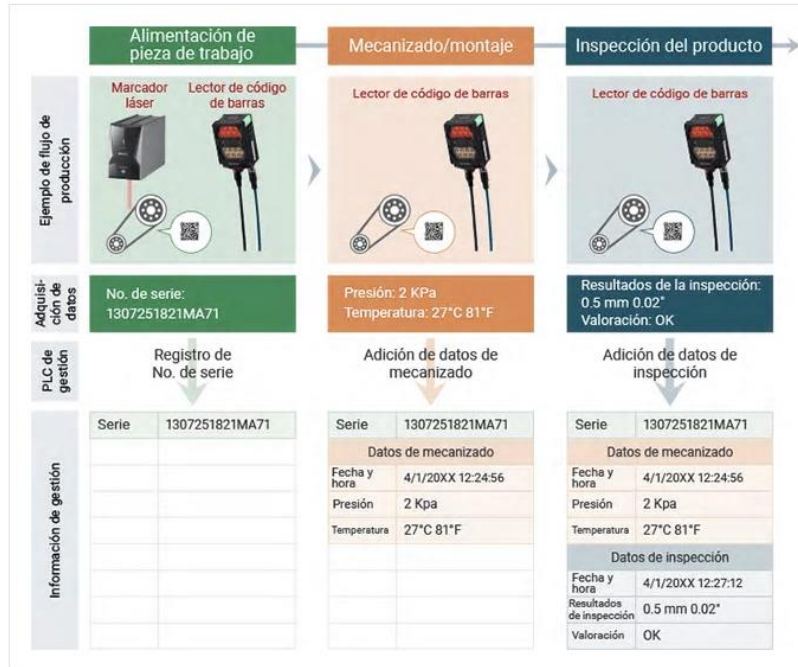 Alimentación de
pieza de trabajo
Mecanizado/montaje
Inspección del producto
Ejemplo de flujo de
producción
Marcador
láser
Lector de código
de barras
Lector de código de barras
Lector de código de barras
Adquisi-
ción de
datos
No. de serie:
1307251821MA71
Presión: 2 KPa
Temperatura: 27°C 81°F
Resultados de la inspección:
0.5 mm 0.02"
Valoración: OK
PLC de
gestión
Registro de
No. de serie
Adición de datos de
mecanizado
Adición de datos de
inspección
Información de gestión
Serie 1307251821MA71
Serie 1307251821MA71
Datos de mecanizado
Fecha y
hora 4/1/20XX 12:24:56
Presión 2 Kpa
Temperatura 27°C 81°F
Serie 1307251821MA71
Datos de mecanizado
Fecha y
hora 4/1/20XX 12:24:56
Presión 2 Kpa
Temperatura 27°C 81°F
Datos de inspección
Fecha y
hora 4/1/20XX 12:27:12
Resultados
de inspección 0.5 mm 0.02"
Valoración OK